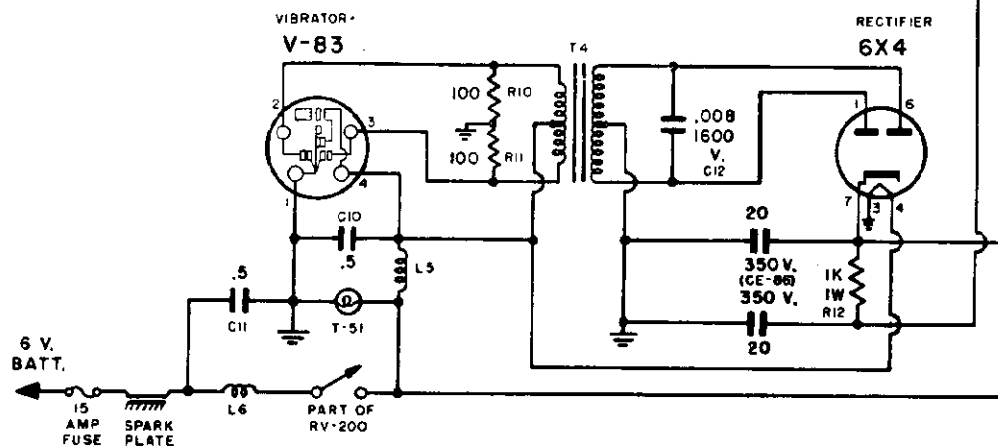 VIBRATOR
V-83
RECTIFIER
6X4
T4
2
3
4
1
100
R10
100
R11
.008
1600
V.
C12
1
6
7
3
4
C10
.5
L5
.5
C11
T-51
20
350 V.
(CE-86)
350 V.
20
1K
1W
R12
6 V.
BATT.
15
AMP
FUSE
SPARK
PLATE
L6
PART OF
RV-200